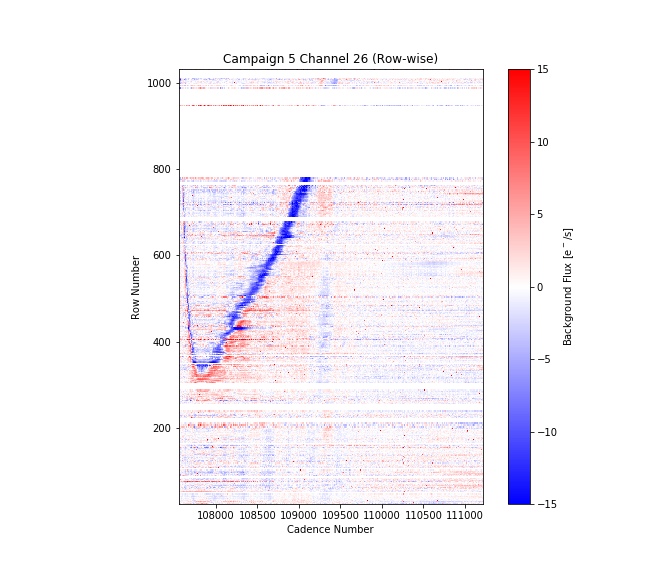 Campaign 5 Channel 26 (Row-wise)
1000
800
600
400
200
Row Number
108000 108500 109000 109500 110000 110500 111000
Cadence Number
15
10
5
0
−5
−10
−15
Background Flux [e⁻/s]